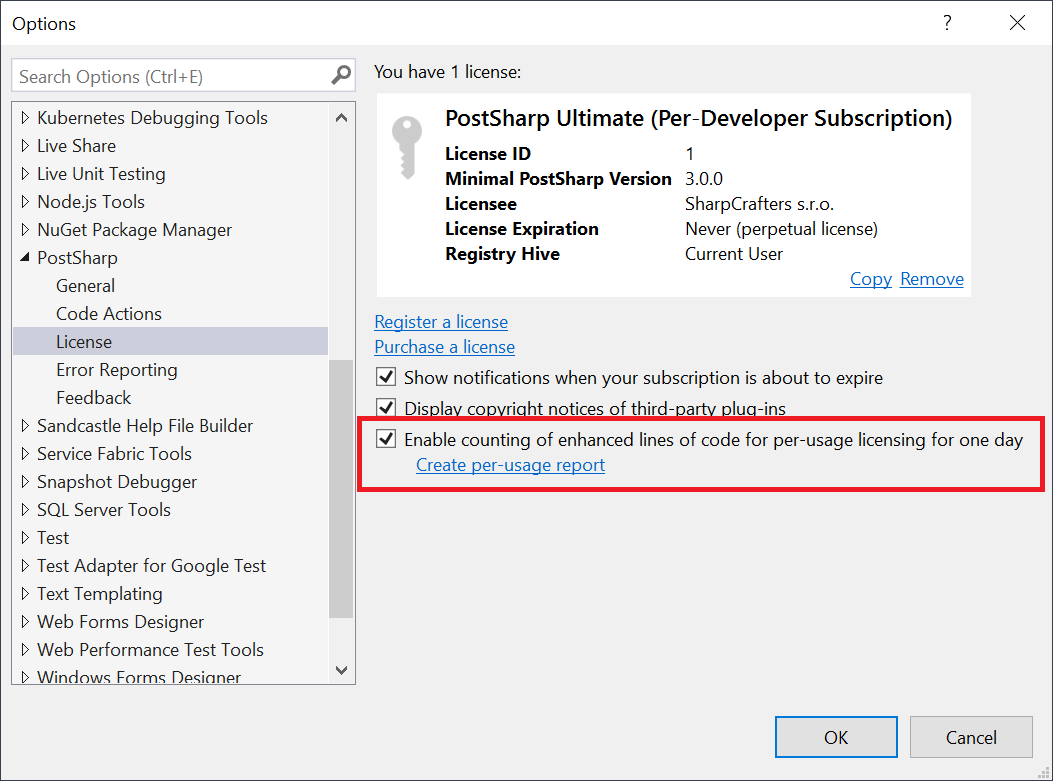 Options
?
Search Options (Ctrl+E)
Kubernetes Debugging Tools
Live Share
Live Unit Testing
Node.js Tools
NuGet Package Manager
PostSharp
General
Code Actions
License
Error Reporting
Feedback
Sandcastle Help File Builder
Service Fabric Tools
Snapshot Debugger
SQL Server Tools
Test
Test Adapter for Google Test
Text Templating
Web Forms Designer
Web Performance Test Tools
Windows Forms Designer
You have 1 license:
PostSharp Ultimate (Per-Developer Subscription)
License ID 1
Minimal PostSharp Version 3.0.0
Licensee SharpCrafters s.r.o.
License Expiration Never (perpetual license)
Registry Hive Current User
Copy Remove
Register a license
Purchase a license
Show notifications when your subscription is about to expire
Display copyright notices of third-party plug-ins
Enable counting of enhanced lines of code for per-usage licensing for one day
Create per-usage report
OK Cancel